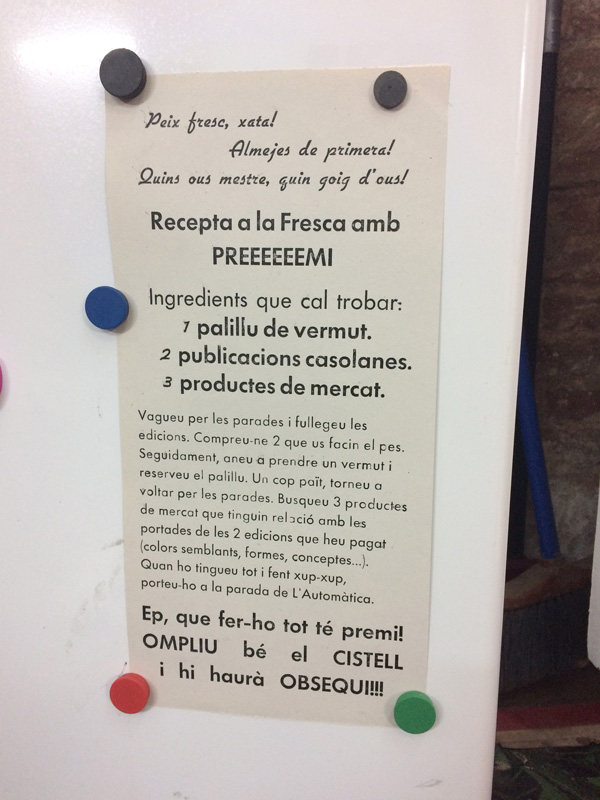 Peix fresc, xata!
Almejes de primera!
Quins ous mestre, quin goig d'ous!
Recepta a la Fresca amb
PREEEEEEMI
Ingredients que cal trobar:
1 palillu de vermut.
2 publicacions casolanes.
3 productes de mercat.
Vagueu per les parades i fullegeu les
edicions. Compreu-ne 2 que us facin el pes.
Seguidament, aneu a prendre un vermut i
reserveu el palillu. Un cop paït, torneu a
voltar per les parades. Busqueu 3 productes
de mercat que tinguin relació amb les
portades de les 2 edicions que heu pagat
(colors semblants, formes, conceptes...).
Quan ho tingueu tot i fent xup-xup,
porteu-ho a la parada de L'Automàtica.
Ep, que fer-ho tot té premi!
OMPLIU bé el CISTELL
i hi haurà OBSEQUI!!!